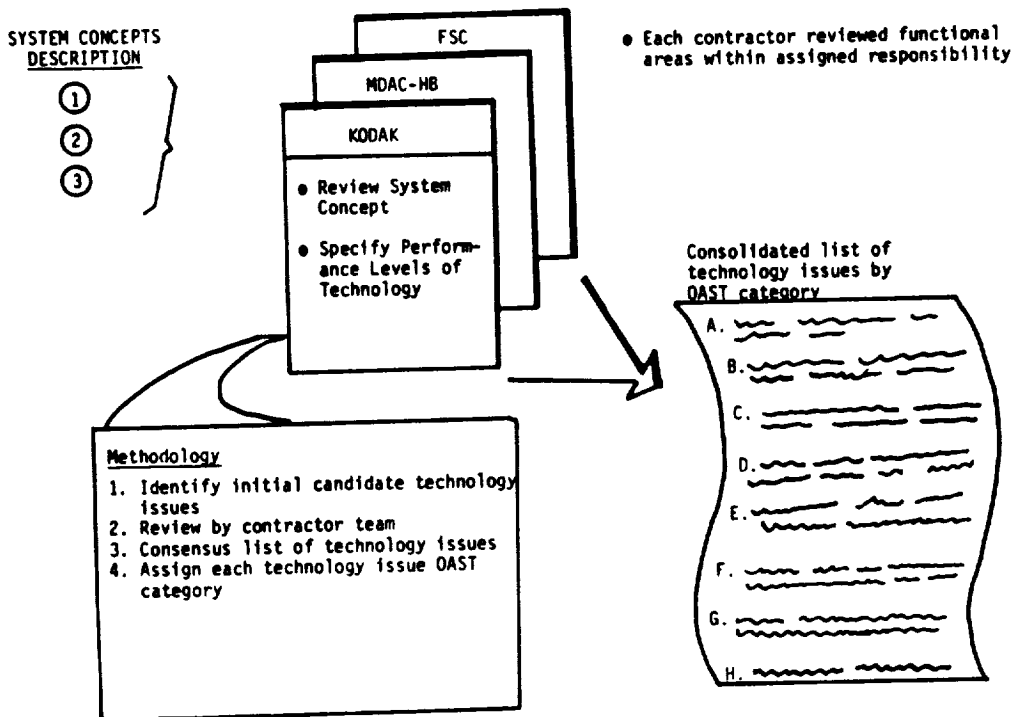 SYSTEM CONCEPTS
DESCRIPTION
1
2
3
FSC
MDAC-HB
KODAK
● Review System
Concept
● Specify Perform-
ance Levels of
Technology
● Each contractor reviewed functional
areas within assigned responsibility
Methodology
1. Identify initial candidate technology
issues
2. Review by contractor team
3. Consensus list of technology issues
4. Assign each technology issue OAST
category
Consolidated list of
technology issues by
OAST category
A.
B.
C.
D.
E.
F.
G.
H.